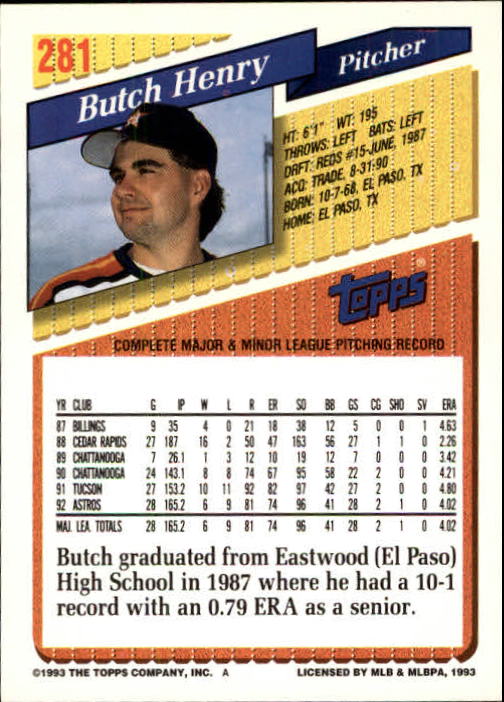 281
Butch Henry
Pitcher
HT: 6'1" WT: 195
THROWS: LEFT BATS: LEFT
DRFT: REDS #15-JUNE, 1987
ACQ: TRADE, 8-31-90
BORN: 10-7-68, EL PASO, TX
HOME: EL PASO, TX
topps®
COMPLETE MAJOR & MINOR LEAGUE PITCHING RECORD
YR CLUB G IP W L R ER SO BB GS CG SHO SV ERA
87 BILLINGS 9 35 4 0 21 18 38 12 5 0 0 1 4.63
88 CEDAR RAPIDS 27 187 16 2 50 47 163 56 27 1 1 0 2.26
89 CHATTANOOGA 7 26.1 1 3 12 10 19 12 7 0 0 0 3.42
90 CHATTANOOGA 24 143.1 8 8 74 67 95 58 22 2 0 0 4.21
91 TUCSON 27 153.2 10 11 92 82 97 42 27 2 0 0 4.80
92 ASTROS 28 165.2 6 9 81 74 96 41 28 2 1 0 4.02
MAJ. LEA. TOTALS 28 165.2 6 9 81 74 96 41 28 2 1 0 4.02
Butch graduated from Eastwood (El Paso)
High School in 1987 where he had a 10-1
record with an 0.79 ERA as a senior.
©1993 THE TOPPS COMPANY, INC. A LICENSED BY MLB & MLBPA, 1993